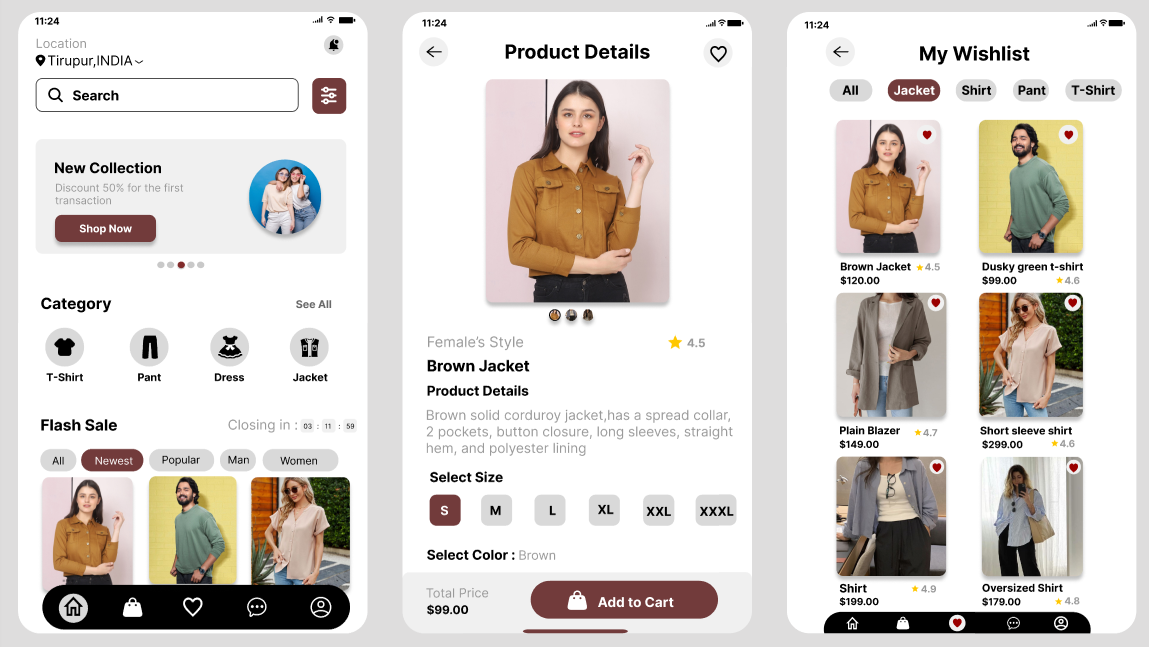 11:24
Location
Tirupur,INDIA
Search
New Collection
Discount 50% for the first
transaction
Shop Now
Category
See All
T-Shirt
Pant
Dress
Jacket
Flash Sale
Closing in : 03 : 11 : 59
All
Newest
Popular
Man
Women
11:24
Product Details
Female's Style
4.5
Brown Jacket
Product Details
Brown solid corduroy jacket,has a spread collar,
2 pockets, button closure, long sleeves, straight
hem, and polyester lining
Select Size
S
M
L
XL
XXL
XXXL
Select Color : Brown
Total Price
$99.00
Add to Cart
11:24
My Wishlist
All
Jacket
Shirt
Pant
T-Shirt
Brown Jacket
4.5
$120.00
Dusky green t-shirt
$99.00
4.6
Plain Blazer
4.7
$149.00
Short sleeve shirt
$299.00
4.6
Shirt
4.9
$199.00
Oversized Shirt
$179.00
4.8